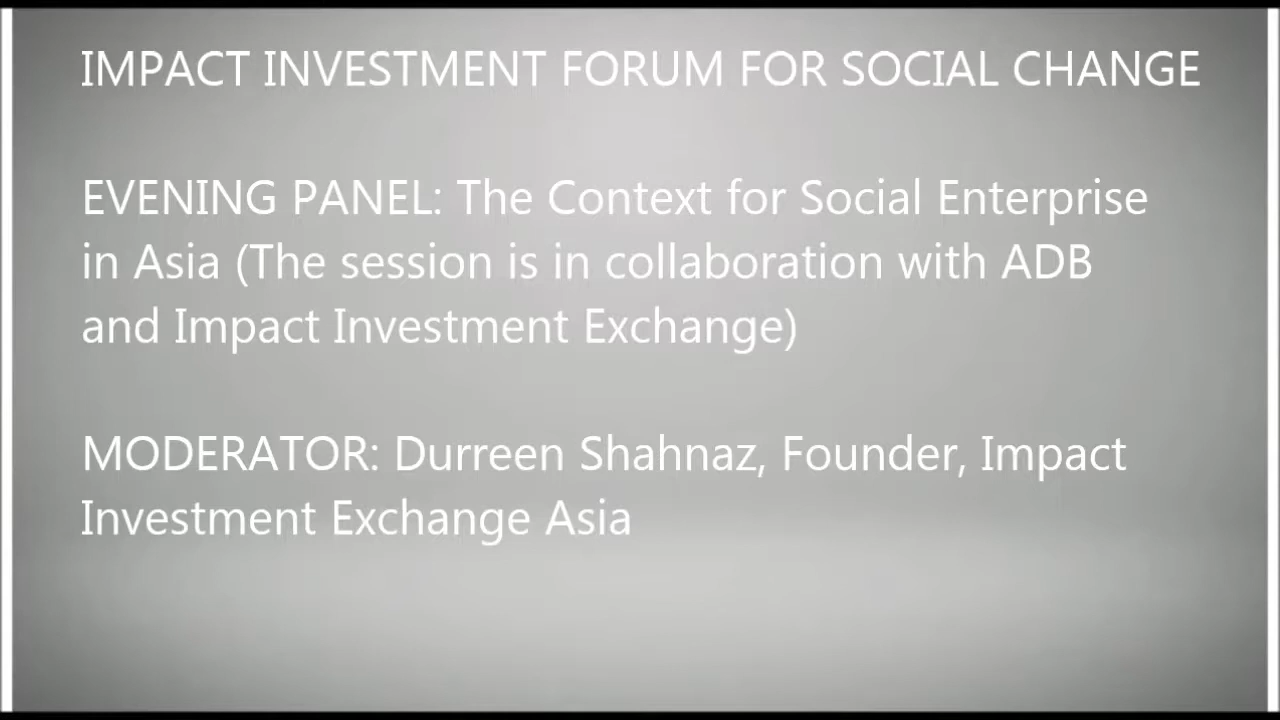 IMPACT INVESTMENT FORUM FOR SOCIAL CHANGE
EVENING PANEL: The Context for Social Enterprise
in Asia (The session is in collaboration with ADB
and Impact Investment Exchange)
MODERATOR: Durreen Shahnaz, Founder, Impact
Investment Exchange Asia